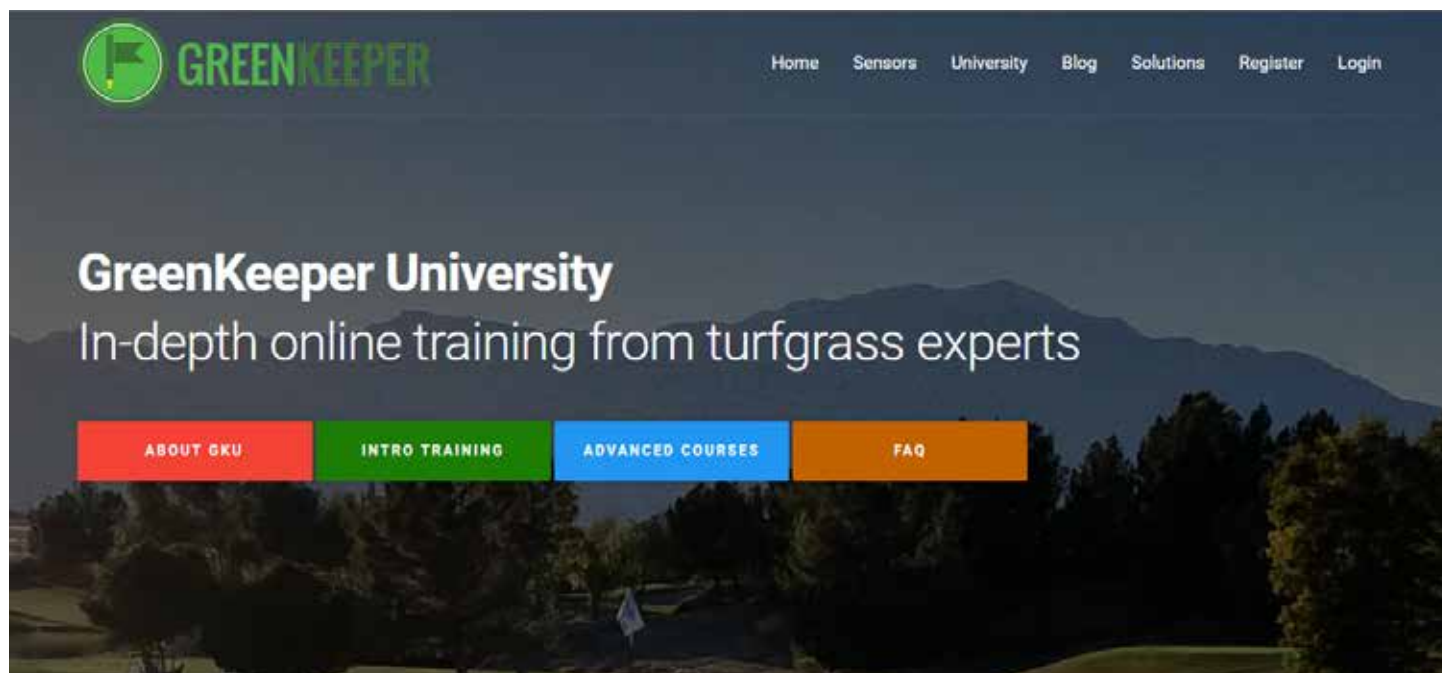 GREENKEEPER
Home Sensors University Blog Solutions Register Login
GreenKeeper University
In-depth online training from turfgrass experts
ABOUT GKU INTRO TRAINING ADVANCED COURSES FAQ